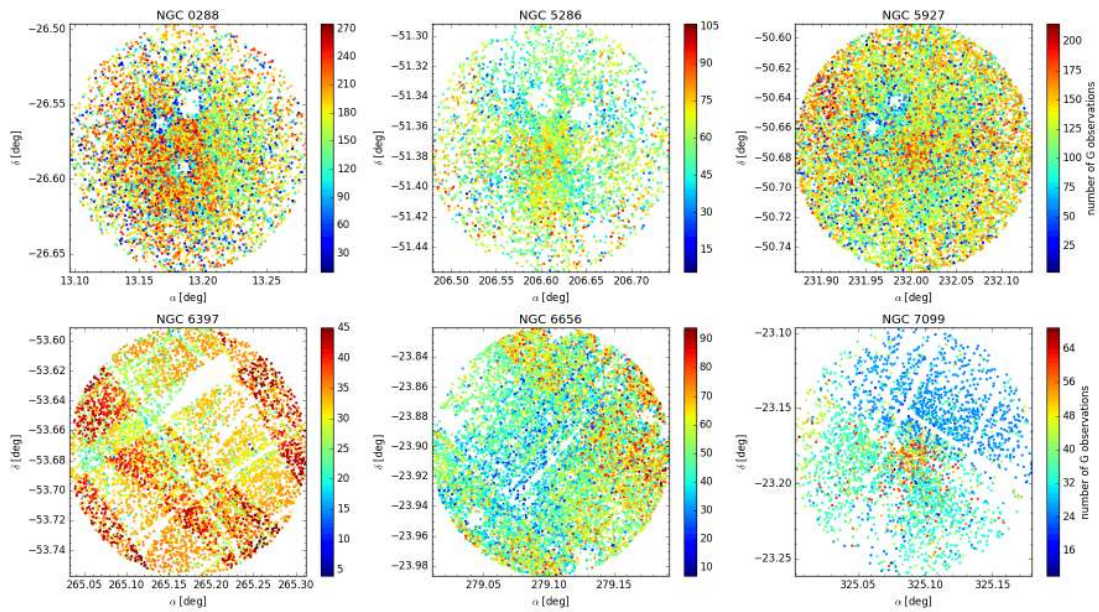 NGC 0288 NGC 5286 NGC 5927
−26.50 −26.55 −26.60 −26.65
δ [deg]
13.10 13.15 13.20 13.25
α [deg]
270 240 210 180 150 120 90 60 30
−51.30 −51.32 −51.34 −51.36 −51.38 −51.40 −51.42 −51.44
δ [deg]
206.50 206.55 206.60 206.65 206.70
α [deg]
105 90 75 60 45 30 15
−50.60 −50.62 −50.64 −50.66 −50.68 −50.70 −50.72 −50.74
δ [deg]
231.90 231.95 232.00 232.05 232.10
α [deg]
200 175 150 125 100 75 50 25
number of G observations
NGC 6397 NGC 6656 NGC 7099
−53.60 −53.62 −53.64 −53.66 −53.68 −53.70 −53.72 −53.74
δ [deg]
265.05 265.10 265.15 265.20 265.25 265.30
α [deg]
45 40 35 30 25 20 15 10 5
−23.84 −23.86 −23.88 −23.90 −23.92 −23.94 −23.96 −23.98
δ [deg]
279.05 279.10 279.15
α [deg]
90 80 70 60 50 40 30 20 10
−23.10 −23.15 −23.20 −23.25
δ [deg]
325.05 325.10 325.15
α [deg]
64 56 48 40 32 24 16
number of G observations